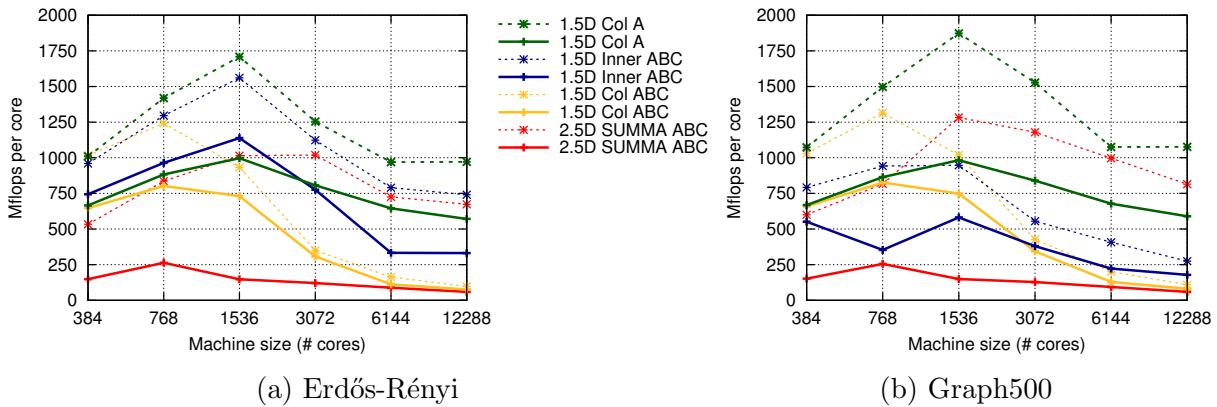 2000
1750
1500
1250
1000
750
500
250
0
Mflops per core
384 768 1536 3072 6144 12288
Machine size (# cores)
(a) Erdős-Rényi
1.5D Col A
1.5D Col A
1.5D Inner ABC
1.5D Inner ABC
1.5D Col ABC
1.5D Col ABC
2.5D SUMMA ABC
2.5D SUMMA ABC
2000
1750
1500
1250
1000
750
500
250
0
Mflops per core
384 768 1536 3072 6144 12288
Machine size (# cores)
(b) Graph500